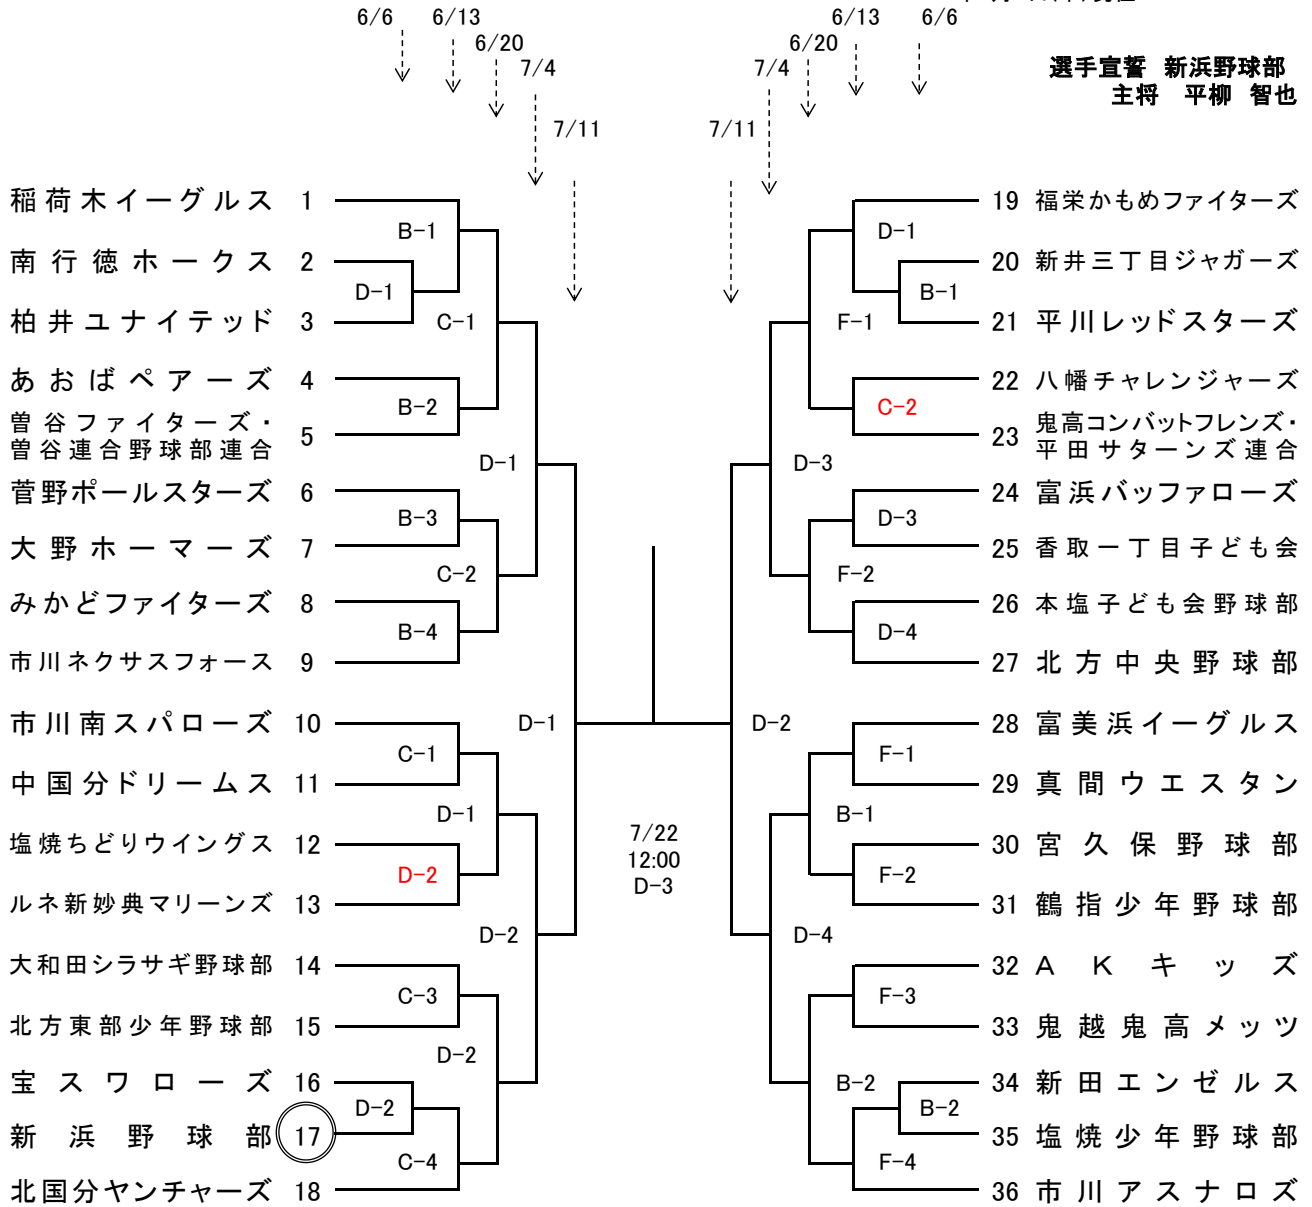 6/6
6/13
6/20
7/4
7/11
6/13
6/6
6/20
7/4
7/11
選手宣誓 新浜野球部
主将 平柳 智也
稲荷木イーグルス 1
南行徳ホークス 2
柏井ユナイテッド 3
あおばペアーズ 4
曽谷ファイターズ・
曽谷連合野球部連合 5
菅野ポールスターズ 6
大野ホーマーズ 7
みかどファイターズ 8
市川ネクサスフォース 9
市川南スパローズ 10
中国分ドリームス 11
塩焼ちどりウイングス 12
ルネ新妙典マリーンズ 13
大和田シラサギ野球部 14
北方東部少年野球部 15
宝スワローズ 16
新浜野球部 17
北国分ヤンチャーズ 18
B-1
D-1
C-1
B-2
D-1
B-3
C-2
B-4
D-1
C-1
D-1
D-2
D-2
C-3
D-2
D-2
C-4
7/22
12:00
D-3
D-1
B-1
F-1
C-2
D-3
D-3
F-2
D-4
D-2
F-1
B-1
F-2
D-4
F-3
B-2
B-2
F-4
19 福栄かもめファイターズ
20 新井三丁目ジャガーズ
21 平川レッドスターズ
22 八幡チャレンジャーズ
23 鬼高コンバットフレンズ・
平田サターンズ連合
24 富浜バッファローズ
25 香取一丁目子ども会
26 本塩子ども会野球部
27 北方中央野球部
28 富美浜イーグルス
29 真間ウエスタン
30 宮久保野球部
31 鶴指少年野球部
32 AKキッズ
33 鬼越鬼高メッツ
34 新田エンゼルス
35 塩焼少年野球部
36 市川アスナロズ